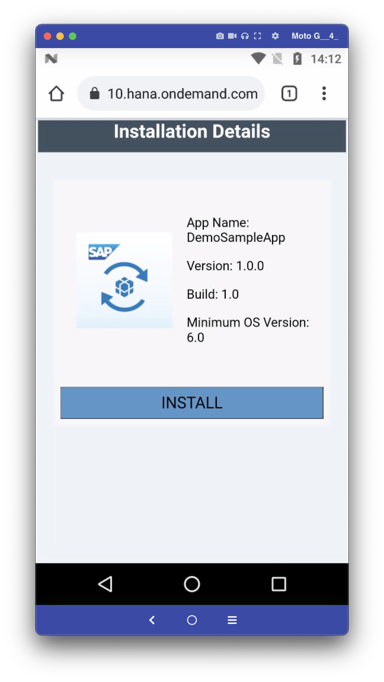 Moto G__4_
14:12
10.hana.ondemand.com
1
Installation Details
SAP
App Name:
DemoSampleApp
Version: 1.0.0
Build: 1.0
Minimum OS Version:
6.0
INSTALL